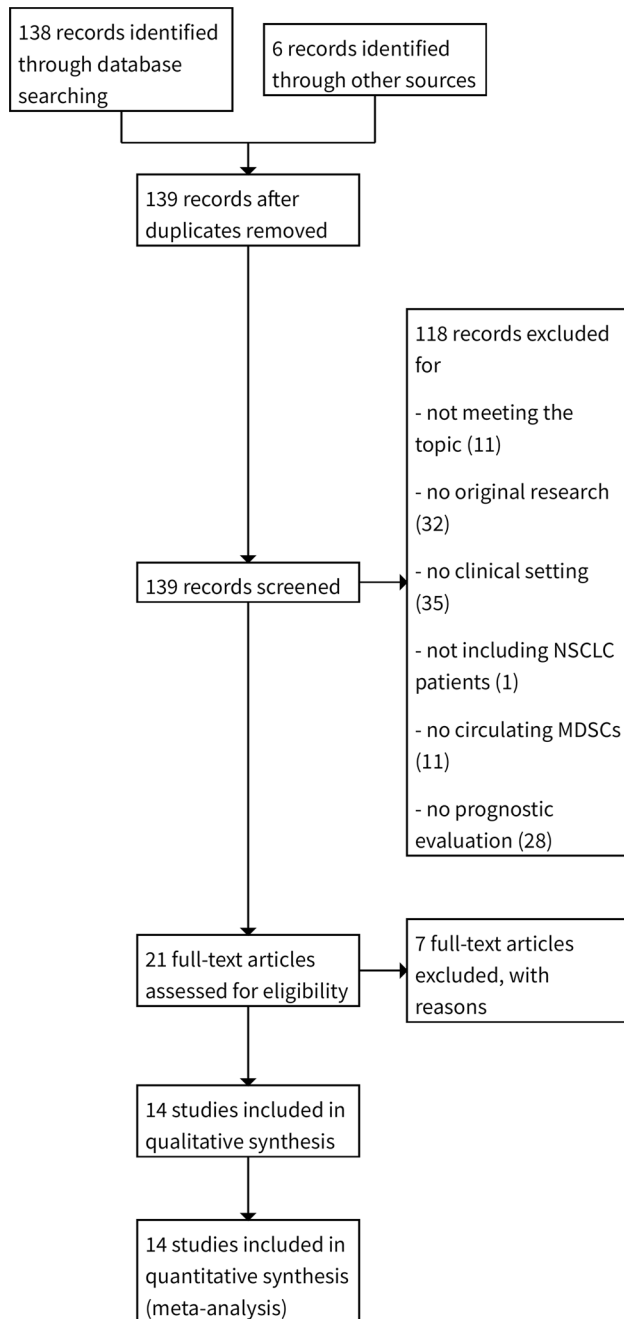 138 records identified
through database
searching
6 records identified
through other sources
139 records after
duplicates removed
118 records excluded
for
- not meeting the
topic (11)
- no original research
(32)
- no clinical setting
(35)
- not including NSCLC
patients (1)
- no circulating MDSCs
(11)
- no prognostic
evaluation (28)
139 records screened
21 full-text articles
assessed for eligibility
7 full-text articles
excluded, with
reasons
14 studies included in
qualitative synthesis
14 studies included in
quantitative synthesis
(meta-analysis)